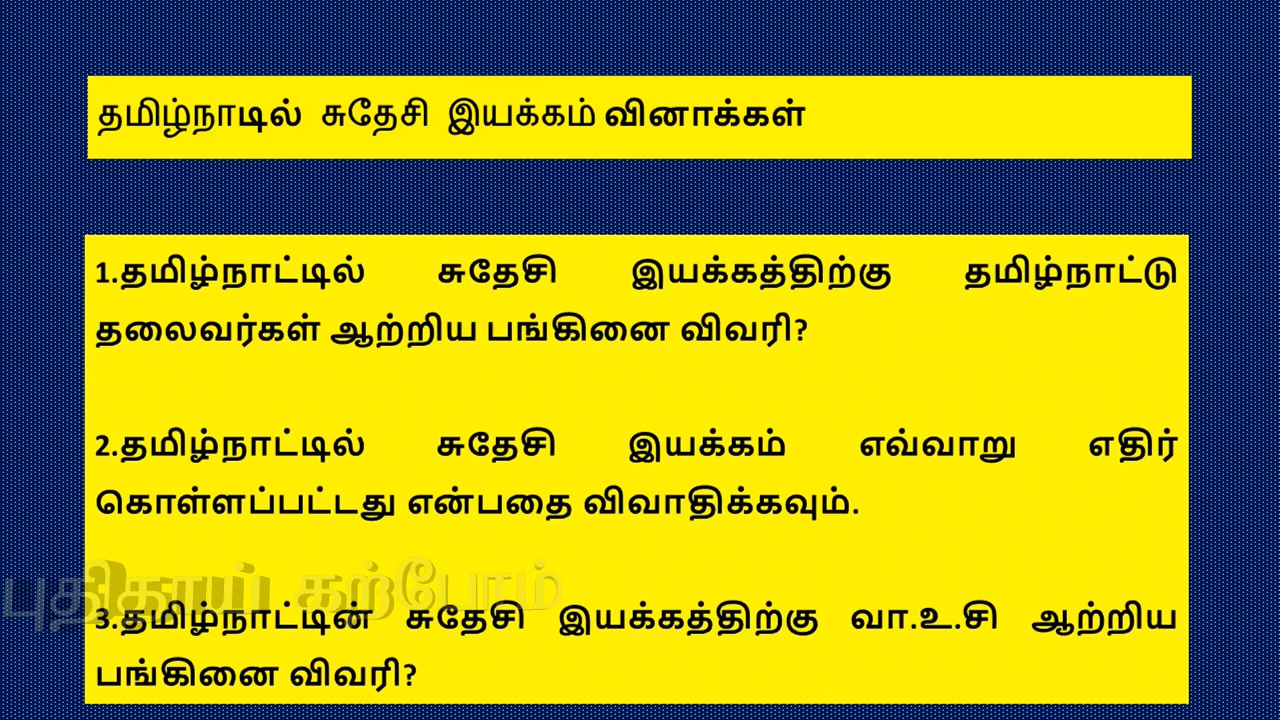 தமிழ்நாடில் சுதேசி இயக்கம் வினாக்கள்
1.தமிழ்நாட்டில் சுதேசி இயக்கத்திற்கு தமிழ்நாட்டு
தலைவர்கள் ஆற்றிய பங்கினை விவரி?
2.தமிழ்நாட்டில் சுதேசி இயக்கம் எவ்வாறு எதிர்
கொள்ளப்பட்டது என்பதை விவாதிக்கவும்.
புதிதாய் கற்போம்
3.தமிழ்நாட்டின் சுதேசி இயக்கத்திற்கு வா.உ.சி ஆற்றிய
பங்கினை விவரி?